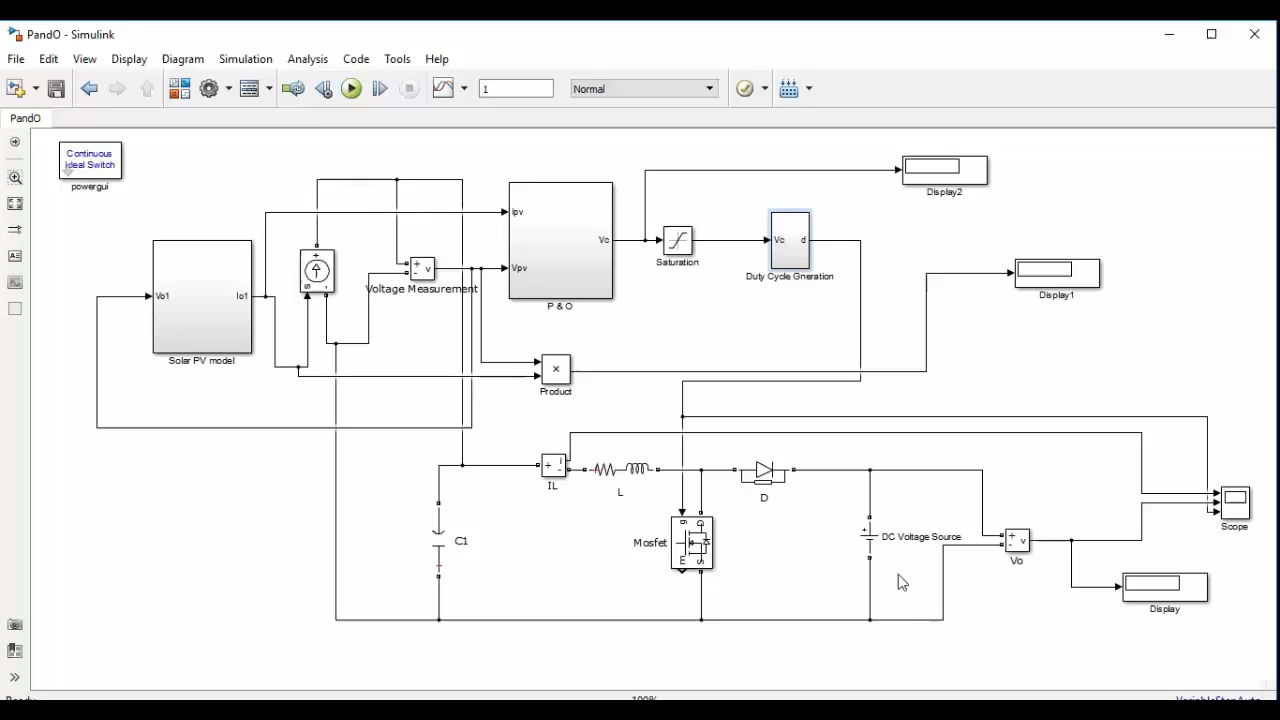 PandO - Simulink
File Edit View Display Diagram Simulation Analysis Code Tools Help
1 Normal
PandO
Continuous
Ideal Switch
powergui
Display2
Ipv
Vc
Vpv
P & O
Saturation
Vc d
Duty Cycle Gneration
Display1
+
s
-
+
-
v
Voltage Measurement
Vo1 Io1
Solar PV model
×
Product
+
i
-
IL
L
D
Scope
C1
Mosfet
g
E
S
+
DC Voltage Source
+
-
v
Vo
Display
100%
VariableStepAuto